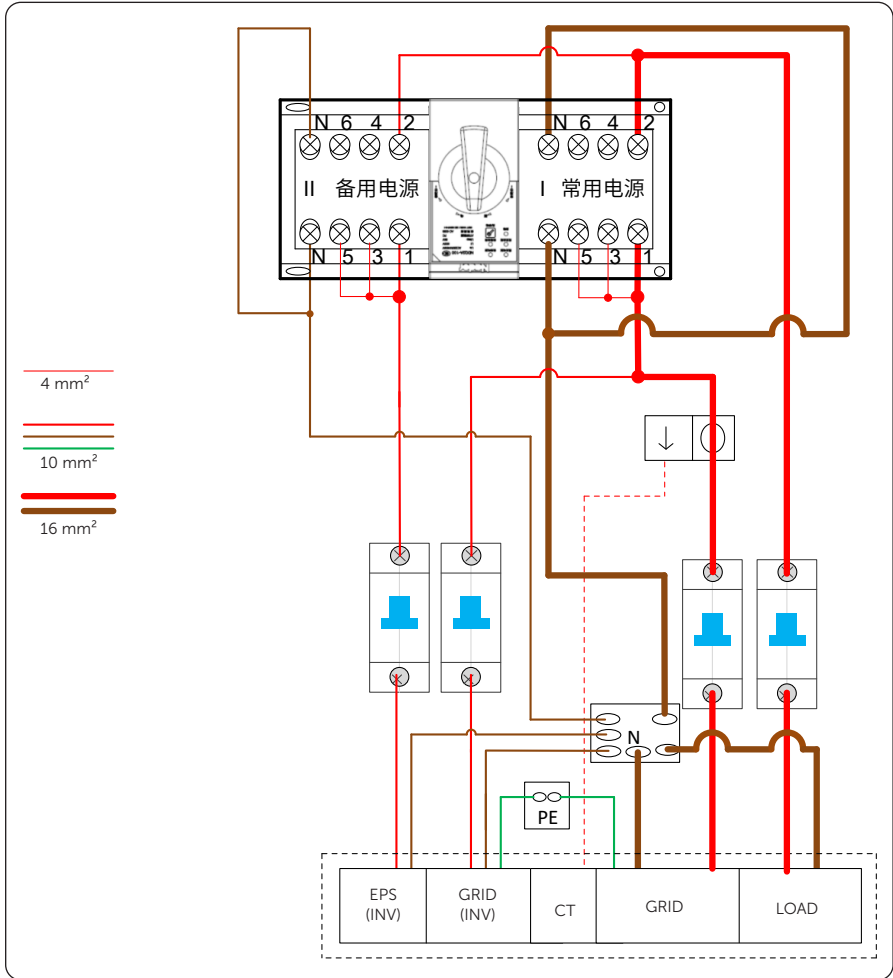 N 6 4 2
N 6 4 2
II 备用电源
I 常用电源
N 5 3 1
N 5 3 1
4 mm²
10 mm²
16 mm²
↓
N
PE
EPS
(INV)
GRID
(INV)
CT
GRID
LOAD